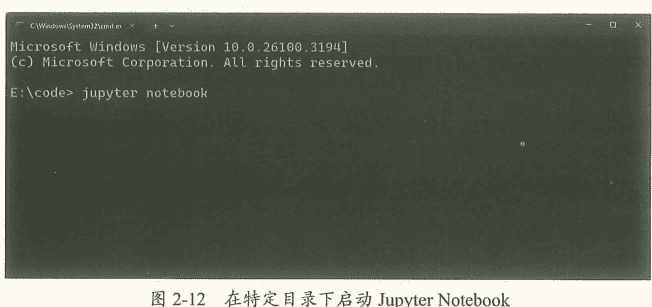 C:\Windows\System32\cmd.ex
Microsoft Windows [Version 10.0.26100.3194]
(c) Microsoft Corporation. All rights reserved.
E:\code> jupyter notebook
图 2-12 在特定目录下启动 Jupyter Notebook